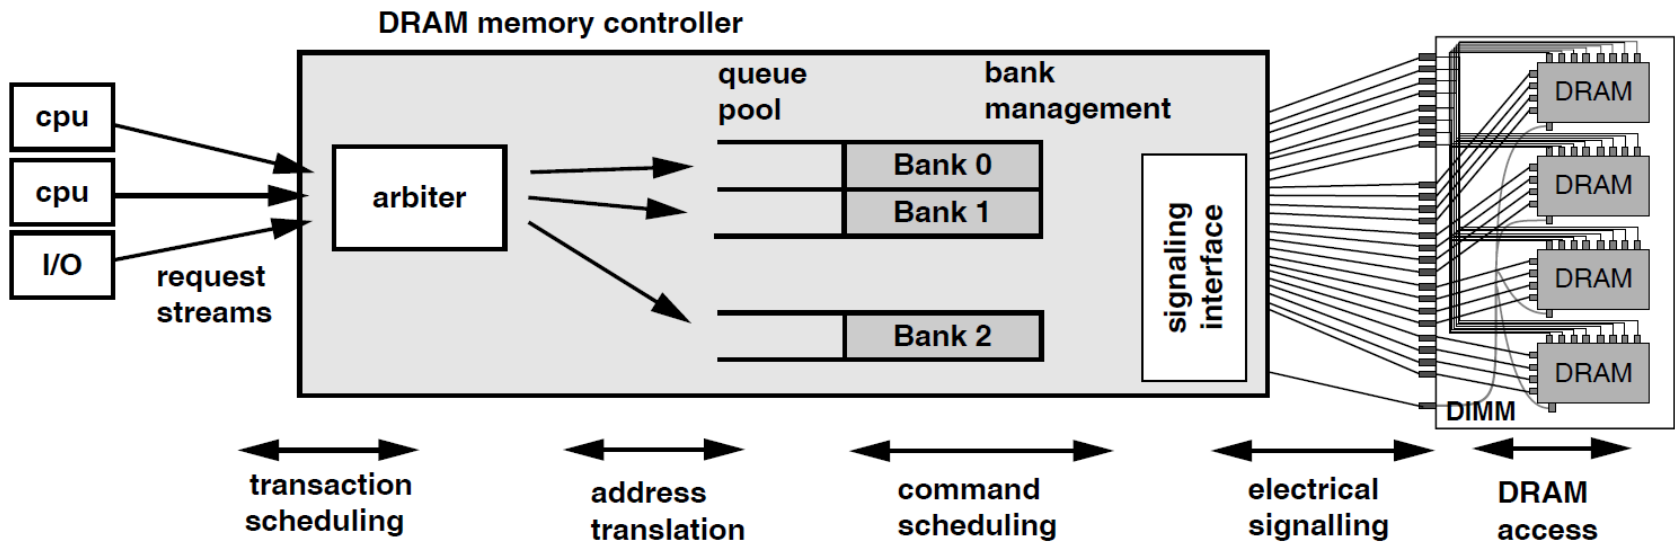 DRAM memory controller
cpu
cpu
I/O
request
streams
arbiter
queue
pool
bank
management
Bank 0
Bank 1
Bank 2
signaling
interface
DRAM
DRAM
DRAM
DRAM
DIMM
transaction
scheduling
address
translation
command
scheduling
electrical
signalling
DRAM
access